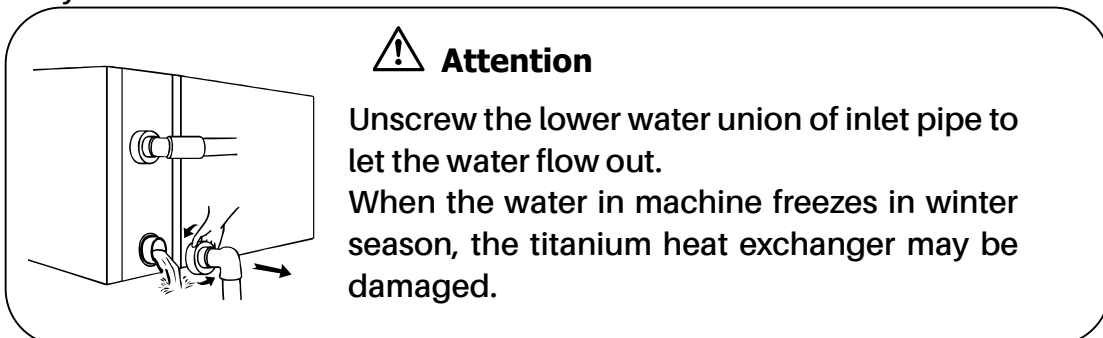 Attention
Unscrew the lower water union of inlet pipe to
let the water flow out.
When the water in machine freezes in winter
season, the titanium heat exchanger may be
damaged.